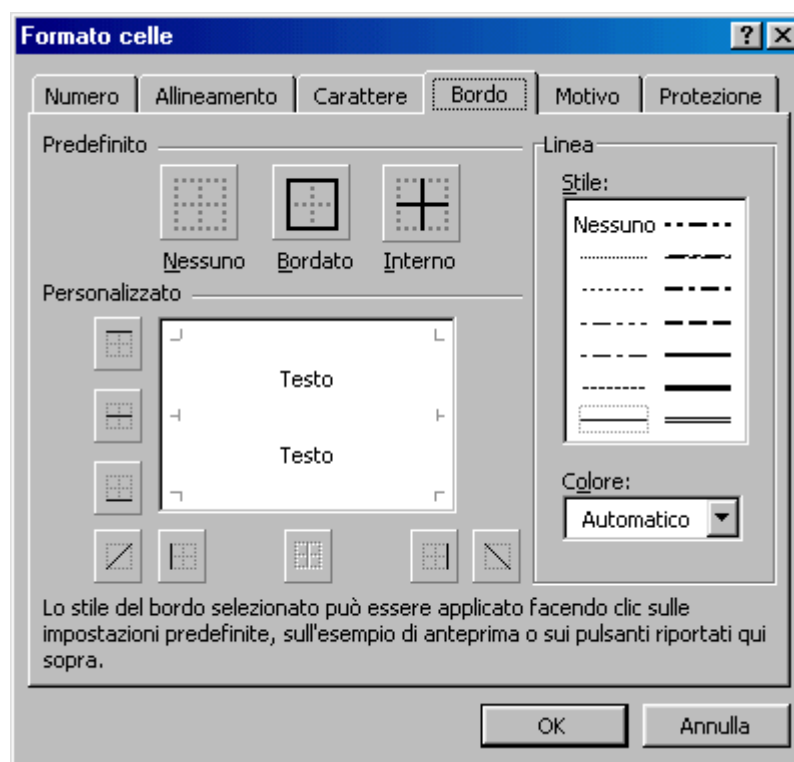 Formato celle
Numero Allineamento Carattere Bordo Motivo Protezione
Predefinito
Nessuno Bordato Interno
Personalizzato
Testo
Testo
Linea
Stile:
Nessuno
Colore:
Automatico
Lo stile del bordo selezionato può essere applicato facendo clic sulle
impostazioni predefinite, sull'esempio di anteprima o sui pulsanti riportati qui
sopra.
OK Annulla